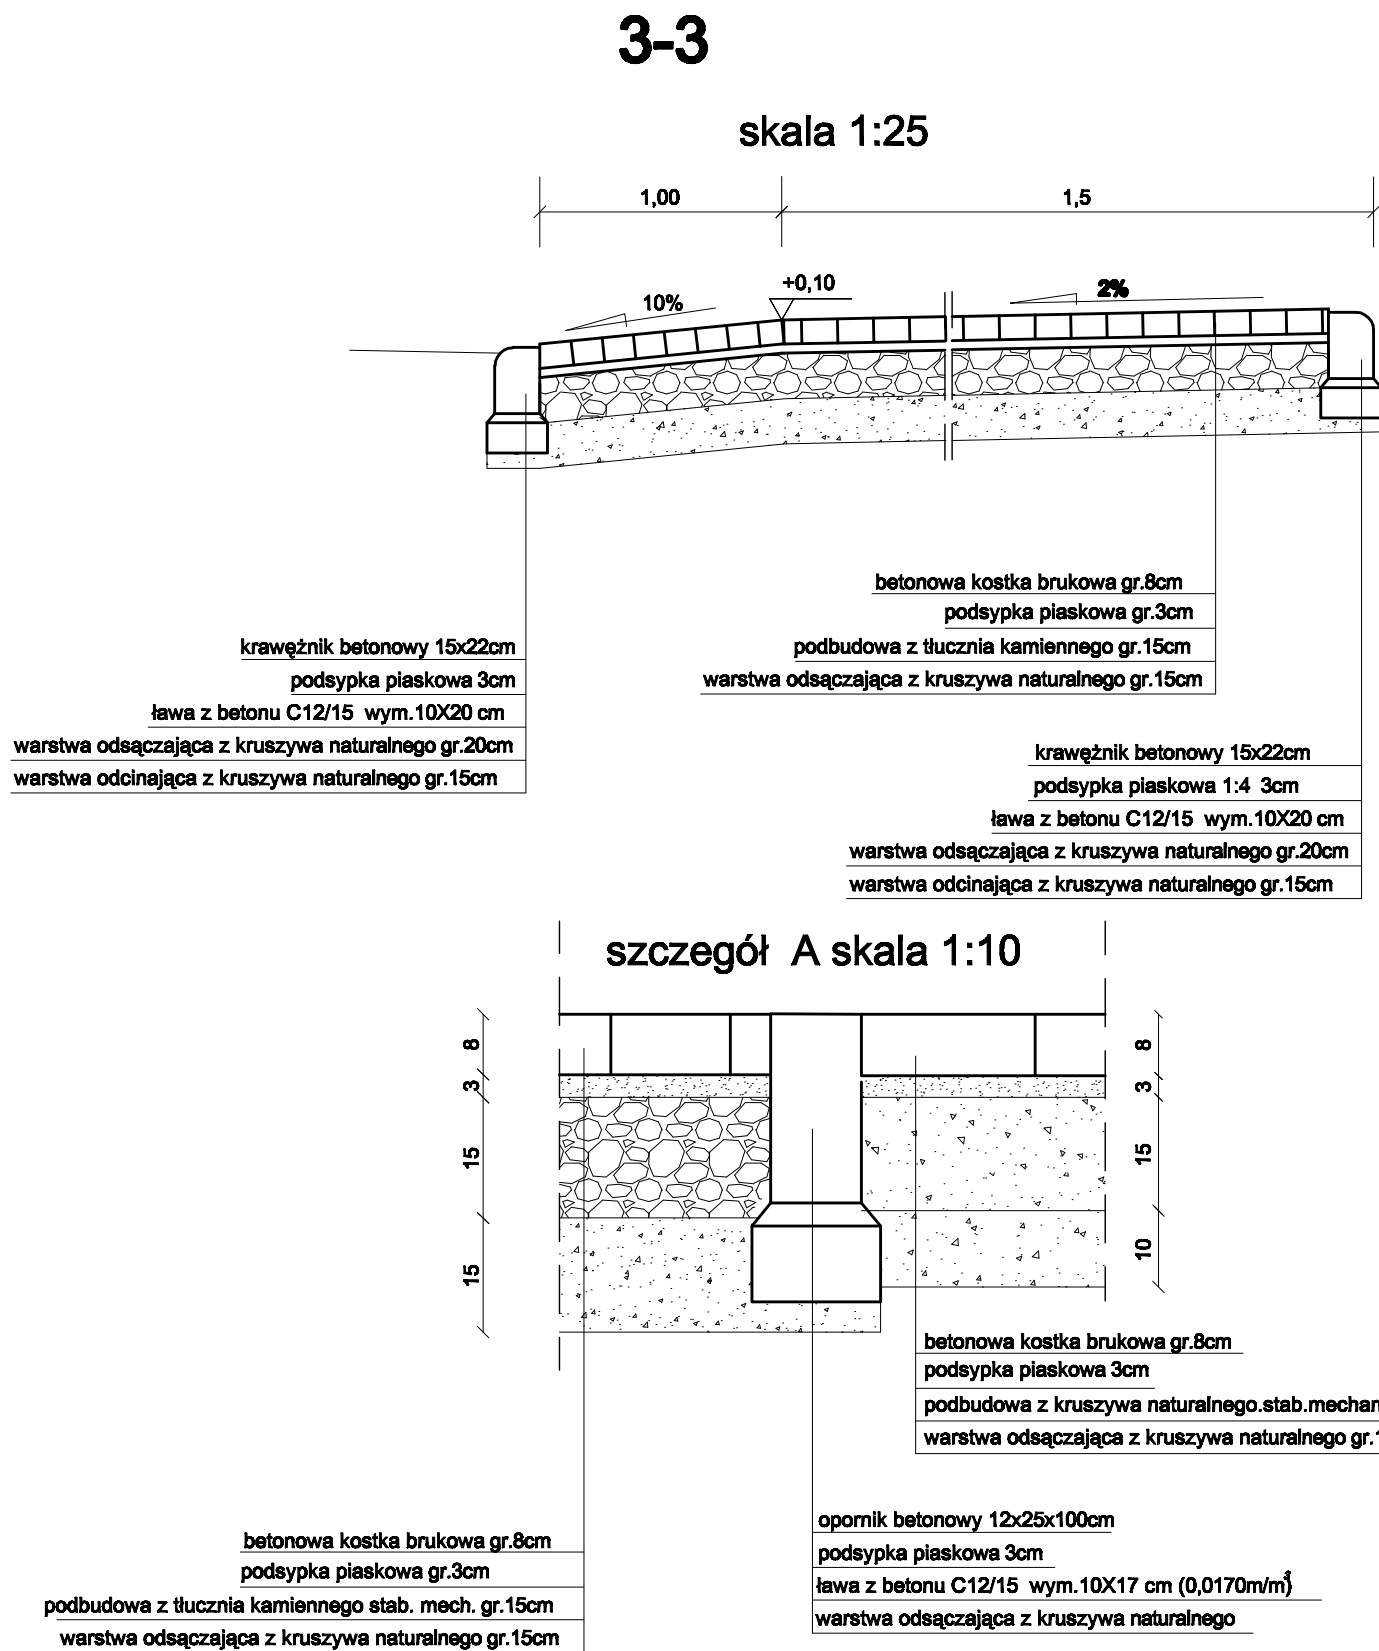 3-3
skala 1:25
1,00
1,5
+0,10
10%
2%
betonowa kostka brukowa gr.8cm
podsypka piaskowa gr.3cm
podbudowa z tłucznia kamiennego gr.15cm
warstwa odsączająca z kruszywa naturalnego gr.15cm
krawężnik betonowy 15x22cm
podsypka piaskowa 3cm
ława z betonu C12/15 wym.10X20 cm
warstwa odsączająca z kruszywa naturalnego gr.20cm
warstwa odcinająca z kruszywa naturalnego gr.15cm
krawężnik betonowy 15x22cm
podsypka piaskowa 1:4 3cm
ława z betonu C12/15 wym.10X20 cm
warstwa odsączająca z kruszywa naturalnego gr.20cm
warstwa odcinająca z kruszywa naturalnego gr.15cm
szczegół A skala 1:10
8
3
15
15
8
3
15
10
betonowa kostka brukowa gr.8cm
podsypka piaskowa 3cm
podbudowa z kruszywa naturalnego.stab.mechan
warstwa odsączająca z kruszywa naturalnego gr.1
opornik betonowy 12x25x100cm
podsypka piaskowa 3cm
ława z betonu C12/15 wym.10X17 cm (0,0170m/m³)
warstwa odsączająca z kruszywa naturalnego
betonowa kostka brukowa gr.8cm
podsypka piaskowa gr.3cm
podbudowa z tłucznia kamiennego stab. mech. gr.15cm
warstwa odsączająca z kruszywa naturalnego gr.15cm